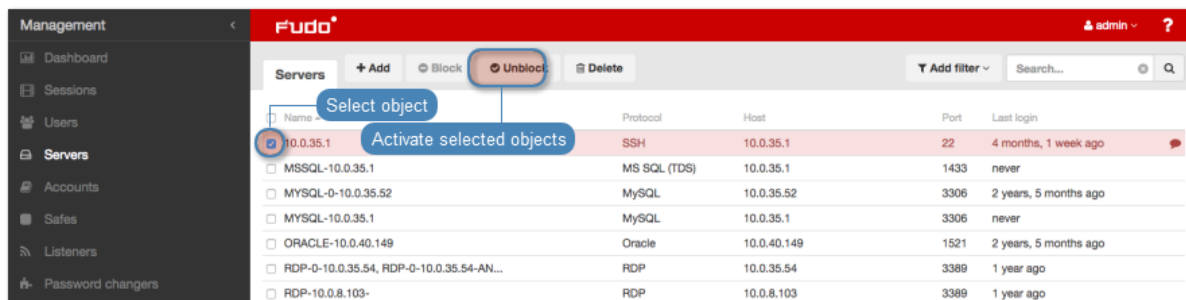 Management
Fudo
admin
?
Dashboard
Sessions
Users
Servers
Accounts
Safes
Listeners
Password changers
Servers
+ Add
Block
Unblock
Delete
Add filter
Search...
Select object
Activate selected objects
Name Protocol Host Port Last login
10.0.35.1 SSH 10.0.35.1 22 4 months, 1 week ago
MSSQL-10.0.35.1 MS SQL (TDS) 10.0.35.1 1433 never
MYSQL-0-10.0.35.52 MySQL 10.0.35.52 3306 2 years, 5 months ago
MYSQL-10.0.35.1 MySQL 10.0.35.1 3306 never
ORACLE-10.0.40.149 Oracle 10.0.40.149 1521 2 years, 5 months ago
RDP-0-10.0.35.54, RDP-0-10.0.35.54-AN... RDP 10.0.35.54 3389 1 year ago
RDP-10.0.8.103- RDP 10.0.8.103 3389 1 year ago